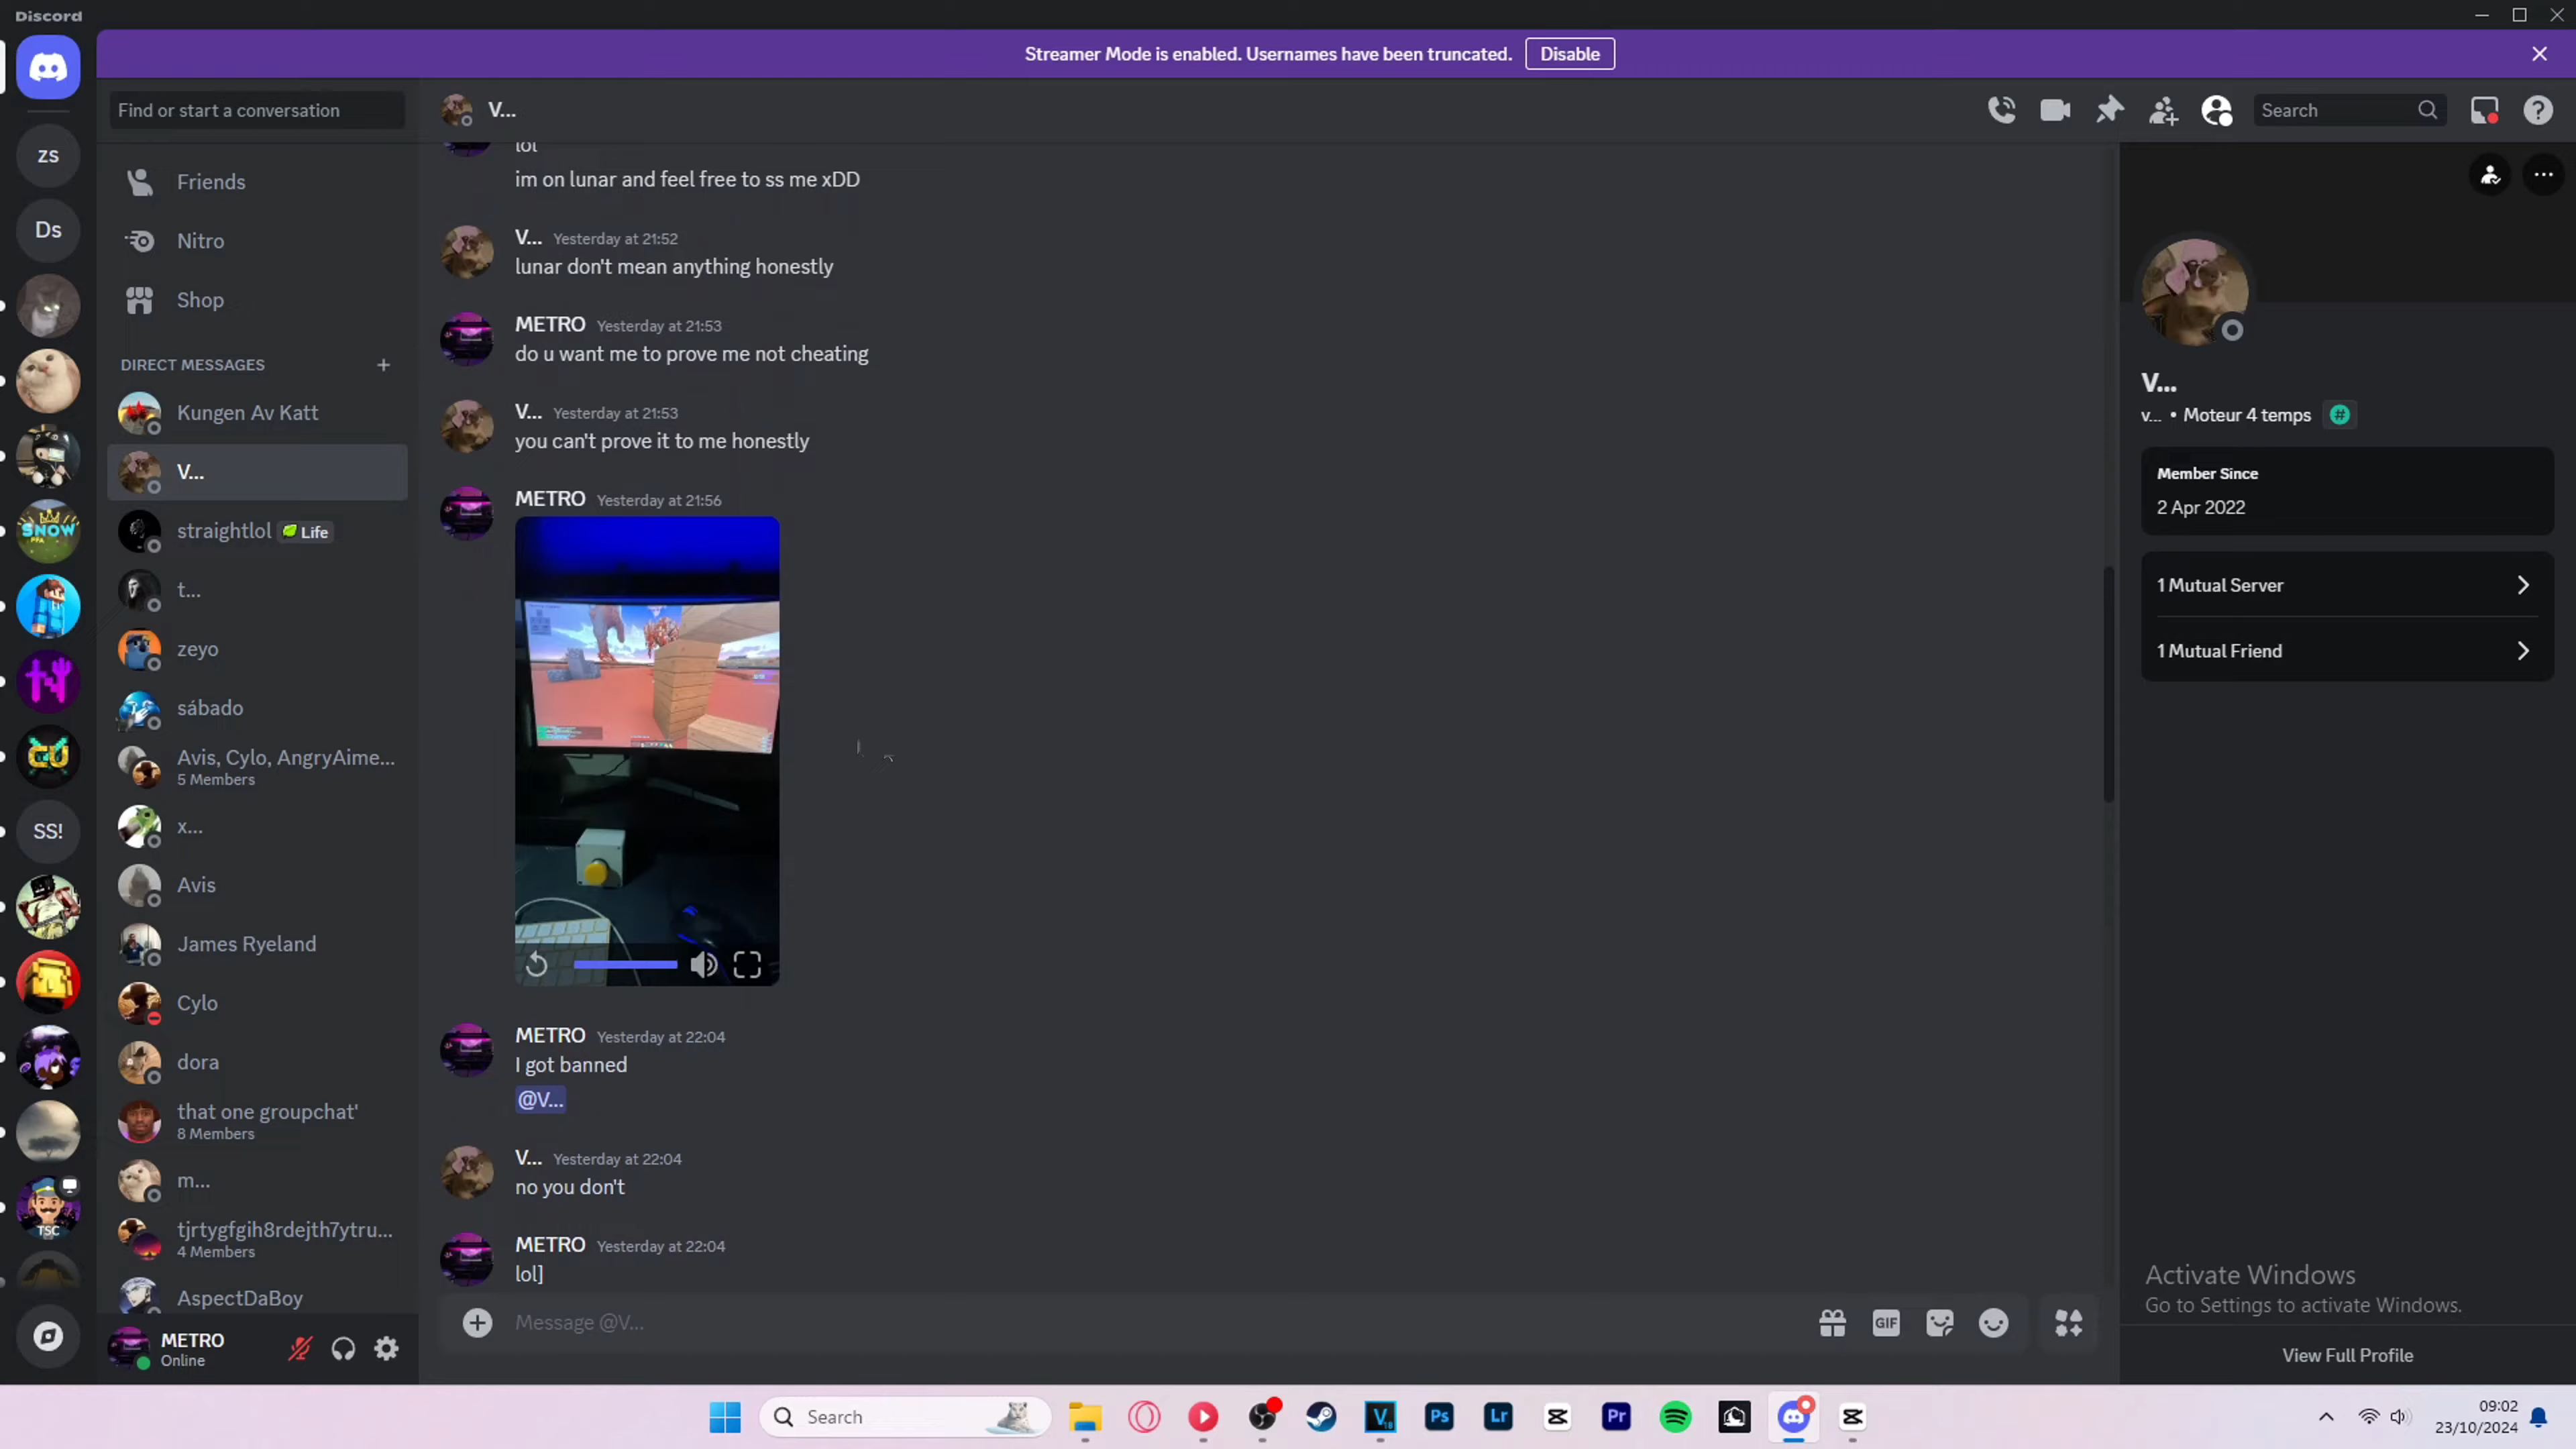 Discord
Streamer Mode is enabled. Usernames have been truncated.
Disable
Find or start a conversation
V...
Search
zs
Ds
SNOW
FFA
CU
SS!
TSC
Friends
Nitro
Shop
DIRECT MESSAGES
Kungen Av Katt
V...
straightlol
Life
t...
zeyo
sábado
Avis, Cylo, AngryAime...
5 Members
x...
Avis
James Ryeland
Cylo
dora
that one groupchat'
8 Members
m...
tjrtygfgih8rdejth7ytru...
4 Members
AspectDaBoy
METRO
Online
lol
im on lunar and feel free to ss me xDD
V... Yesterday at 21:52
lunar don't mean anything honestly
METRO Yesterday at 21:53
do u want me to prove me not cheating
V... Yesterday at 21:53
you can't prove it to me honestly
METRO Yesterday at 21:56
METRO Yesterday at 22:04
I got banned
@V...
V... Yesterday at 22:04
no you don't
METRO Yesterday at 22:04
lol]
Message @V...
GIF
V...
v... • Moteur 4 temps
#
Member Since
2 Apr 2022
1 Mutual Server
1 Mutual Friend
Activate Windows
Go to Settings to activate Windows.
View Full Profile
Search
V
Ps
Lr
Pr
09:02
23/10/2024